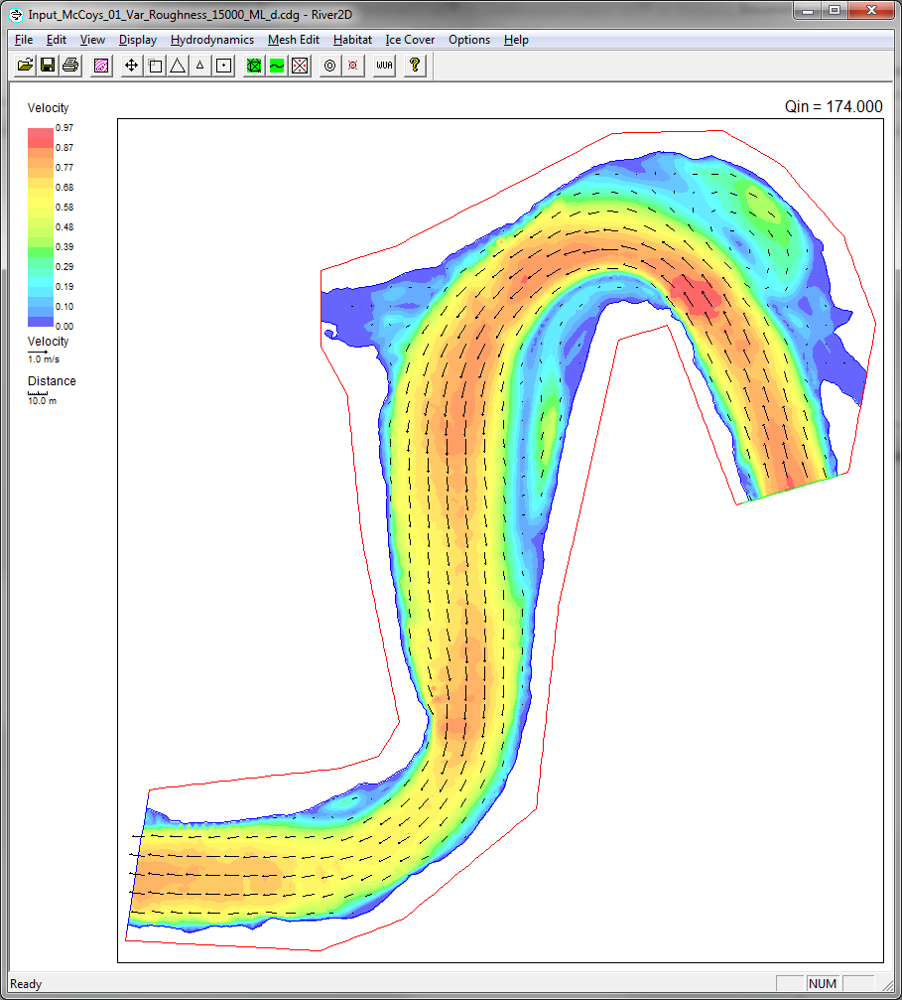 Input_McCoys_01_Var_Roughness_15000_ML_d.cdg - River2D
File Edit View Display Hydrodynamics Mesh Edit Habitat Ice Cover Options Help
WUA ?
Qin = 174.000
Velocity
0.97
0.87
0.77
0.68
0.58
0.48
0.39
0.29
0.19
0.10
0.00
Velocity
1.0 m/s
Distance
10.0 m
Ready NUM